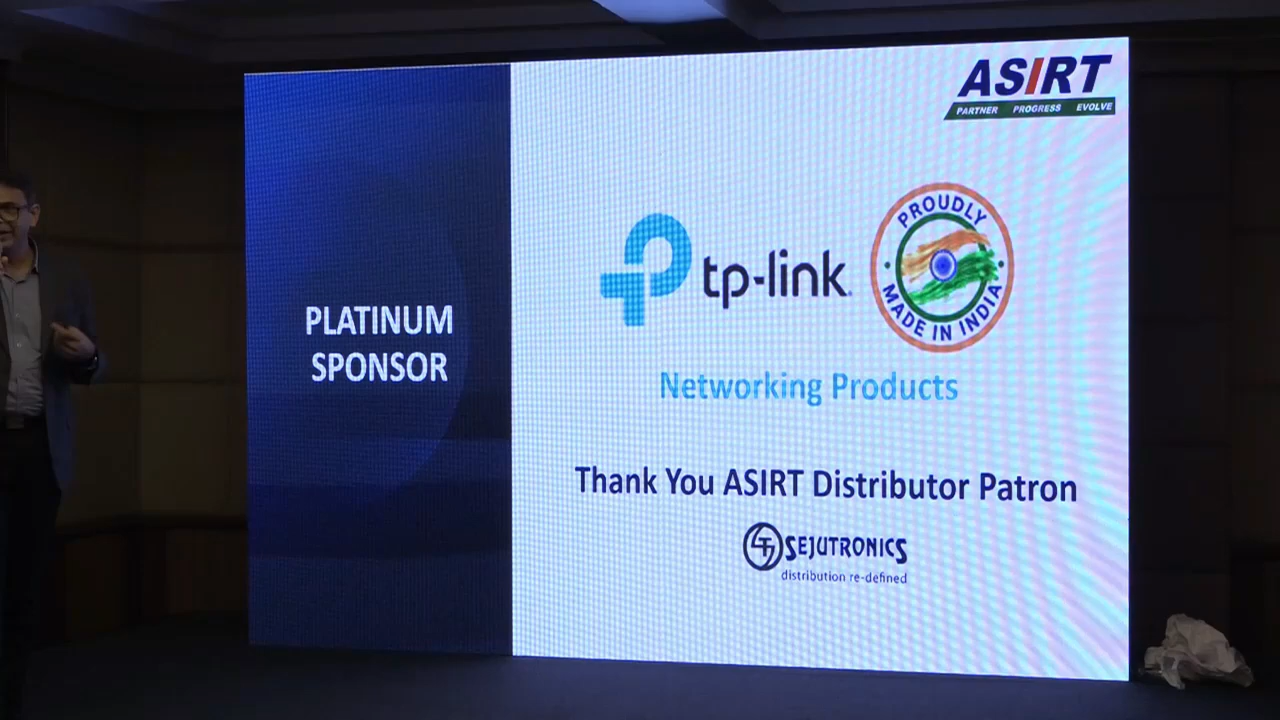 ASIRT
PARTNER PROGRESS EVOLVE
PLATINUM
SPONSOR
tp-link
PROUDLY
MADE IN INDIA
Networking Products
Thank You ASIRT Distributor Patron
SEJUTRONICS
distribution re-defined